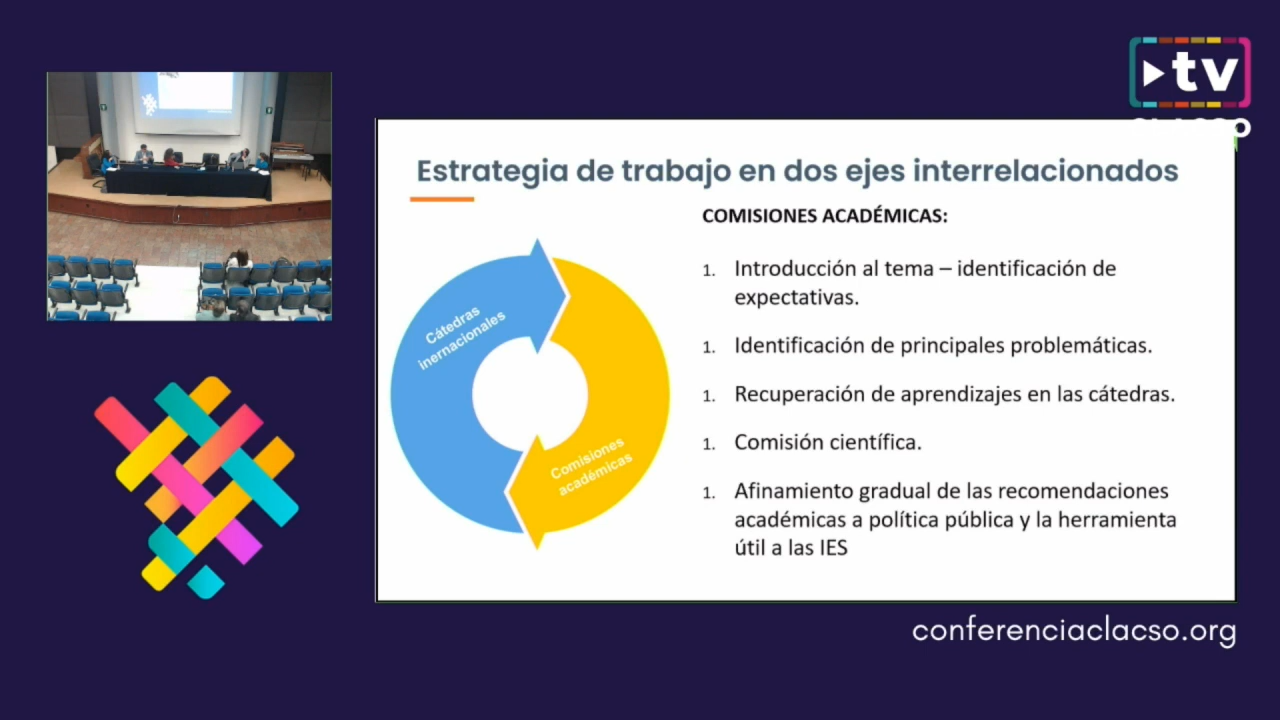 tv
Estrategia de trabajo en dos ejes interrelacionados
COMISIONES ACADÉMICAS:
1. Introducción al tema – identificación de
expectativas.
1. Identificación de principales problemáticas.
1. Recuperación de aprendizajes en las cátedras.
1. Comisión científica.
1. Afinamiento gradual de las recomendaciones
académicas a política pública y la herramienta
útil a las IES
Cátedras
inernacionales
Comisiones
académicas
conferenciaclacso.org